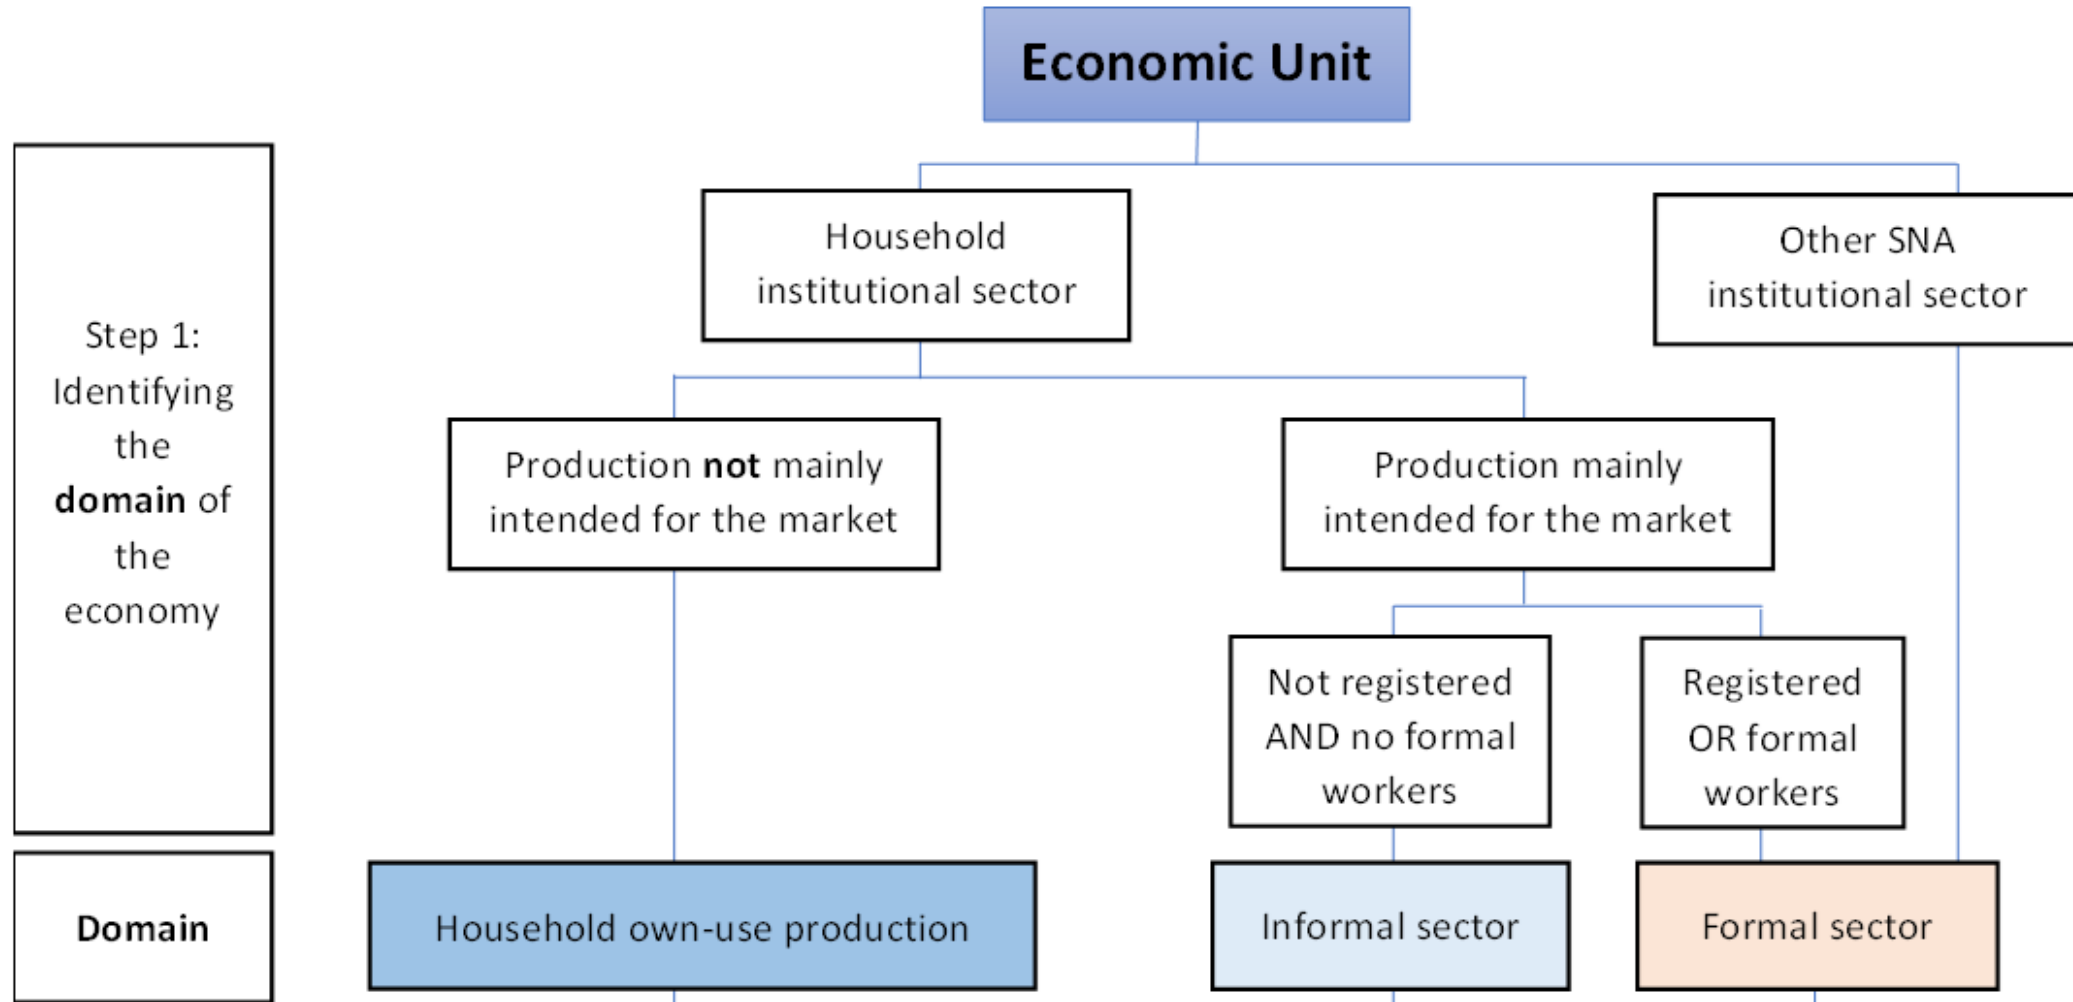 Economic Unit
Household
institutional sector
Other SNA
institutional sector
Step 1:
Identifying
the
domain of
the
economy
Production not mainly
intended for the market
Production mainly
intended for the market
Not registered
AND no formal
workers
Registered
OR formal
workers
Domain
Household own-use production
Informal sector
Formal sector